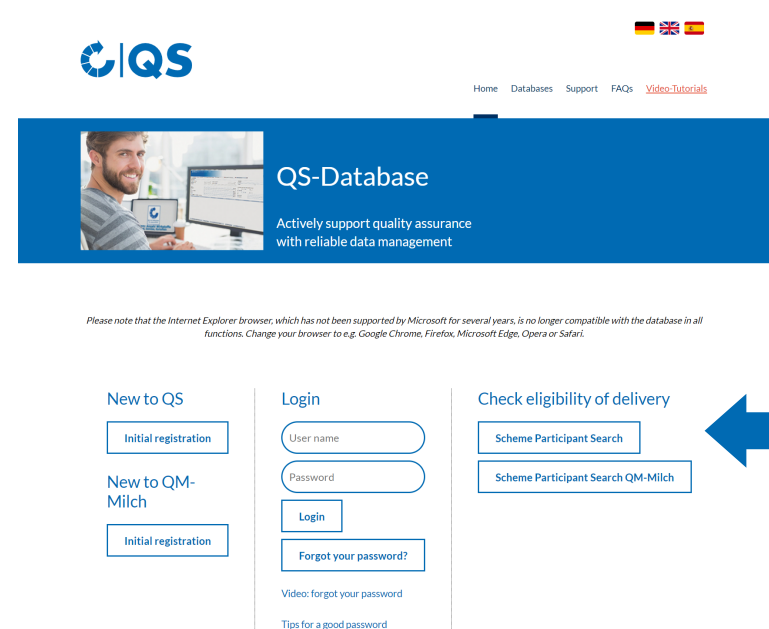 QS
Home Databases Support FAQs Video-Tutorials
QS-Database
Actively support quality assurance
with reliable data management
Please note that the Internet Explorer browser, which has not been supported by Microsoft for several years, is no longer compatible with the database in all
functions. Change your browser to e.g. Google Chrome, Firefox, Microsoft Edge, Opera or Safari.
New to QS
Initial registration
New to QM-
Milch
Initial registration
Login
User name
Password
Login
Forgot your password?
Video: forgot your password
Tips for a good password
Check eligibility of delivery
Scheme Participant Search
Scheme Participant Search QM-Milch